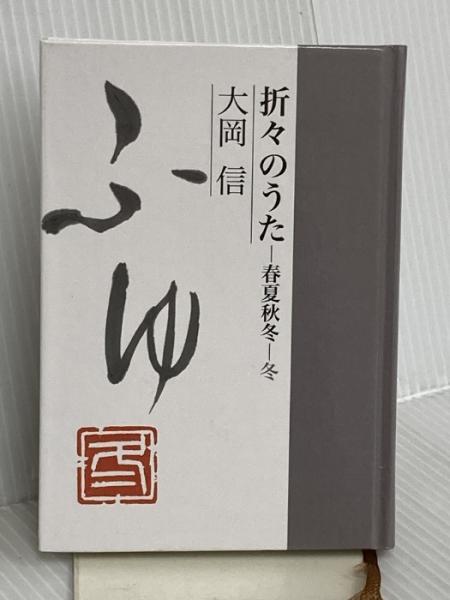 折々のうた—春夏秋冬—冬
大岡 信
ふゆ